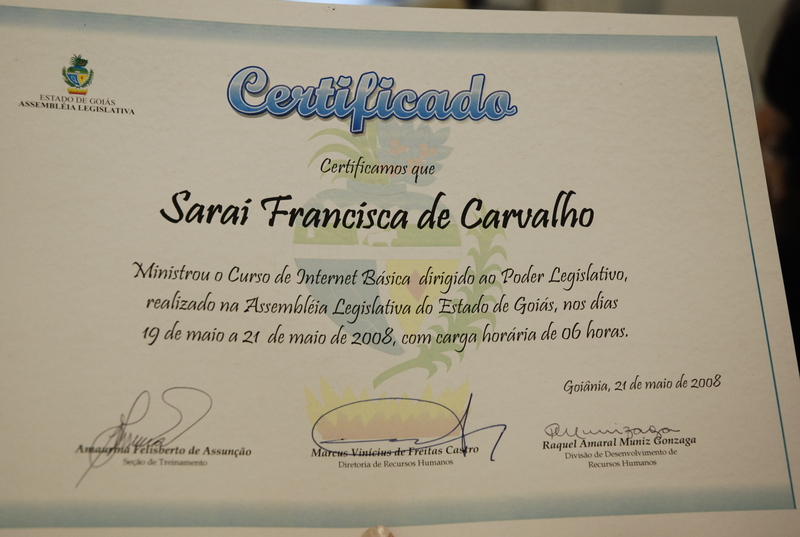 ESTADO DE GOIÁS
ASSEMBLÉIA LEGISLATIVA
Certificado
Certificamos que
Sarai Francisca de Carvalho
Ministrou o Curso de Internet Básica dirigido ao Poder Legislativo,
realizado na Assembléia Legislativa do Estado de Goiás, nos dias
19 de maio a 21 de maio de 2008, com carga horária de 06 horas.
Goiânia, 21 de maio de 2008
Amaurina Felisberto de Assunção
Seção de Treinamento
Marcus Vinícius de Freitas Castro
Diretoria de Recursos Humanos
Raquel Amaral Muniz Gonzaga
Divisão de Desenvolvimento de
Recursos Humanos